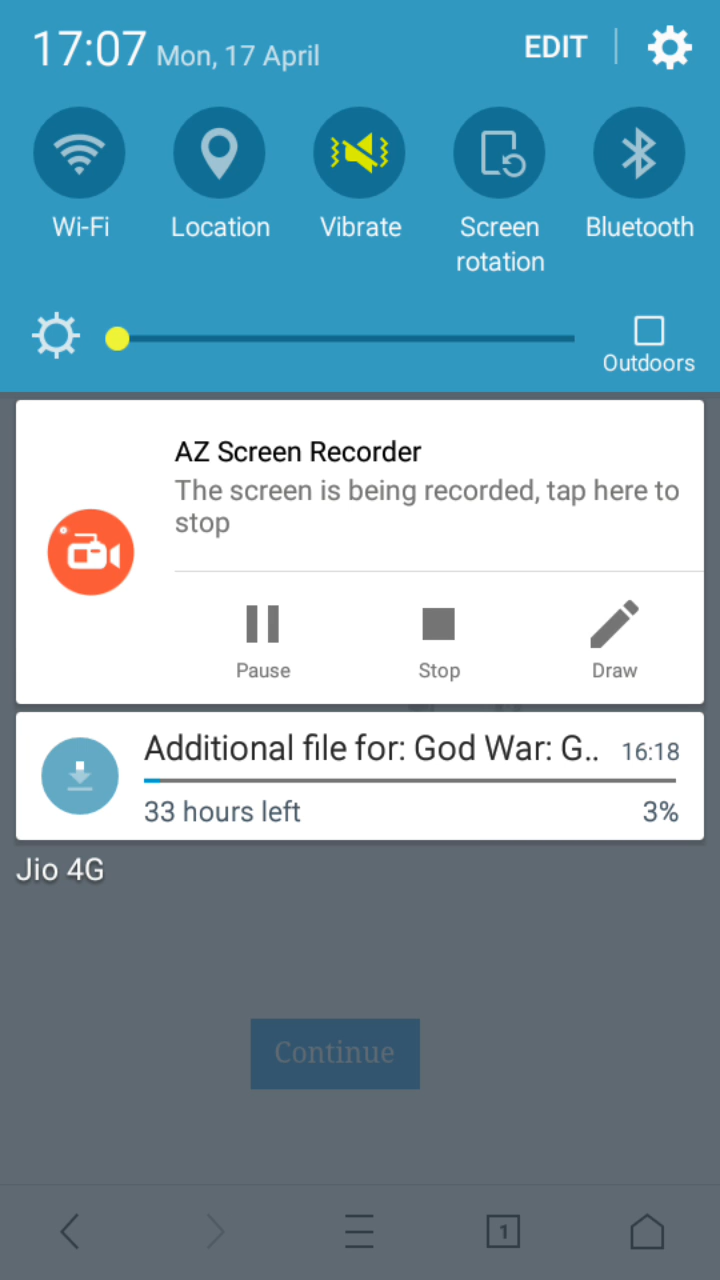 17:07 Mon, 17 April EDIT
Wi-Fi Location Vibrate Screen rotation Bluetooth
Outdoors
AZ Screen Recorder
The screen is being recorded, tap here to
stop
Pause Stop Draw
Additional file for: God War: G.. 16:18
33 hours left 3%
Jio 4G
Continue
1